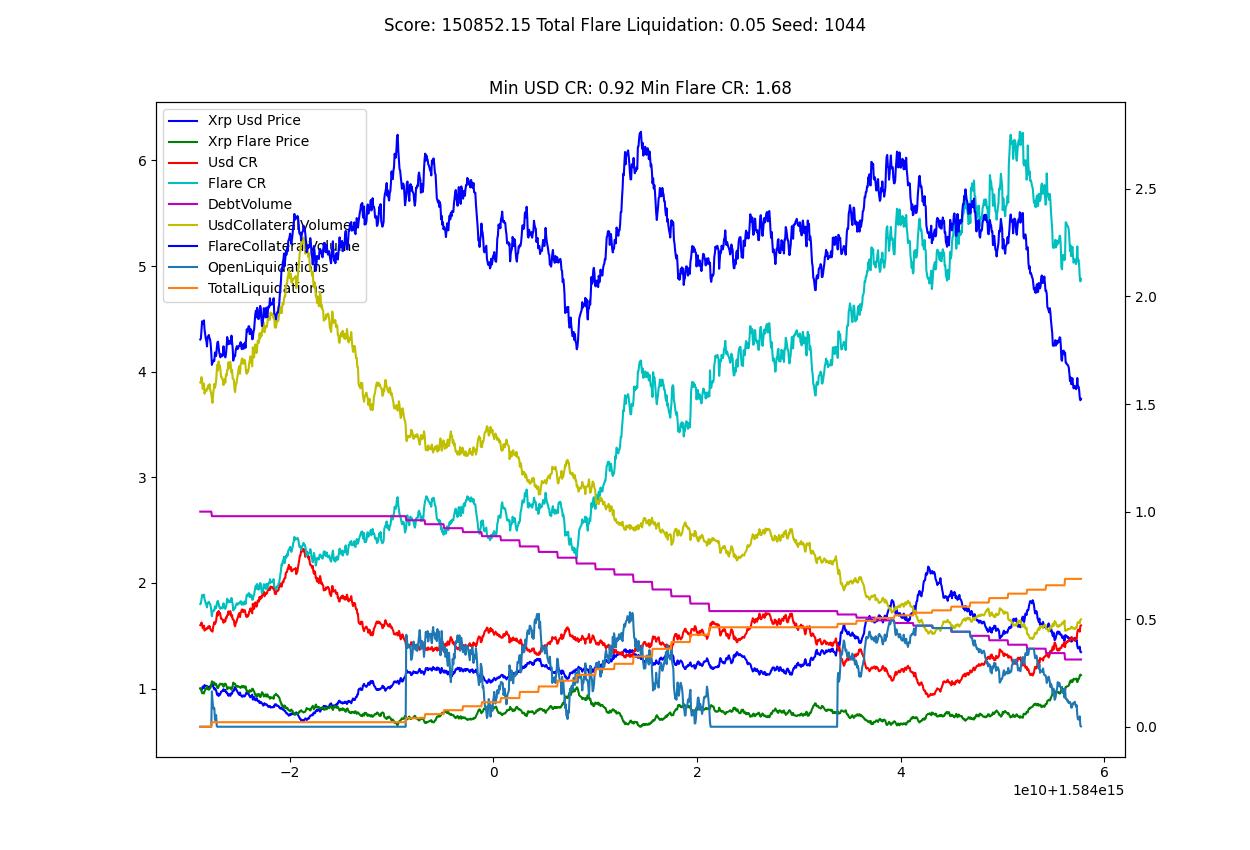 Score: 150852.15 Total Flare Liquidation: 0.05 Seed: 1044
Min USD CR: 0.92 Min Flare CR: 1.68
Xrp Usd Price
Xrp Flare Price
Usd CR
Flare CR
DebtVolume
UsdCollateralVolume
FlareCollateralVolume
OpenLiquidations
TotalLiquidations
6
5
4
3
2
1
2.5
2.0
1.5
1.0
0.5
0.0
−2
0
2
4
6
1e10+1.584e15